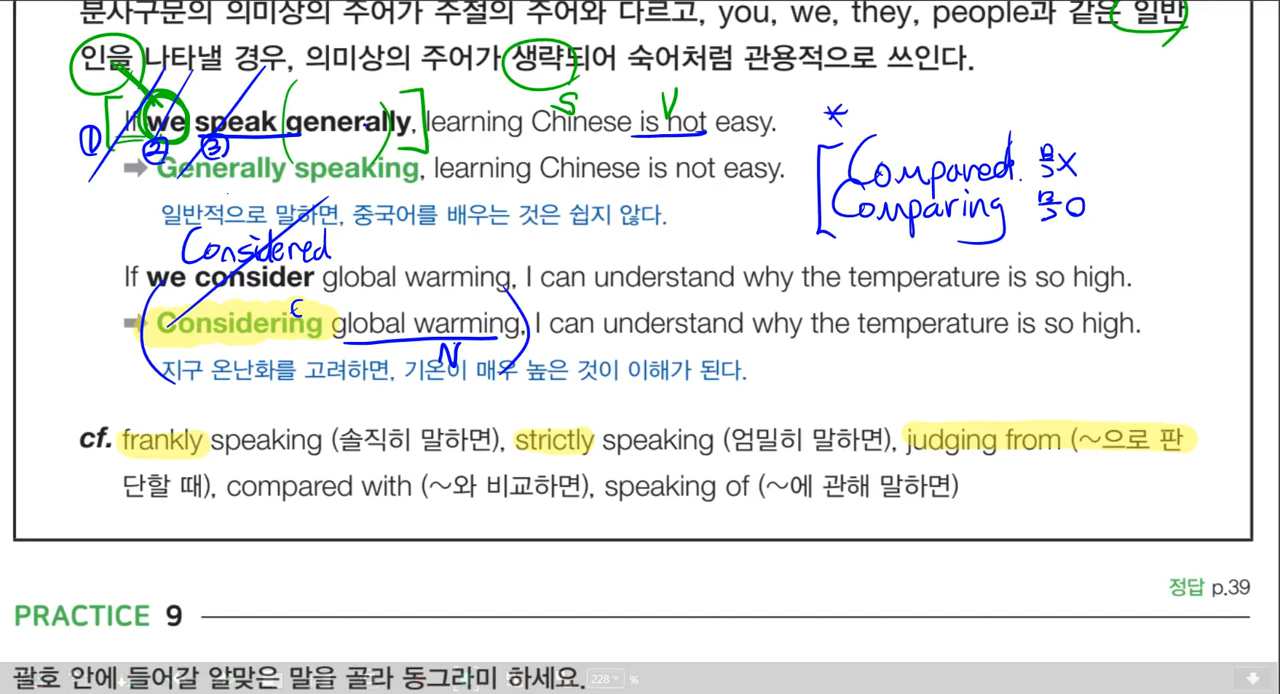 분사구문의 의미상의 주어가 주절의 주어와 다르고, you, we, they, people과 같은 일반
인을 나타낼 경우, 의미상의 주어가 생략되어 숙어처럼 관용적으로 쓰인다.
S V
① If we speak generally, learning Chinese is not easy.
② ③
➡ Generally speaking, learning Chinese is not easy.
일반적으로 말하면, 중국어를 배우는 것은 쉽지 않다.
*
Compared 목X
Comparing 목O
Considered
If we consider global warming, I can understand why the temperature is so high.
➡ Considering global warming, I can understand why the temperature is so high.
N
지구 온난화를 고려하면, 기온이 매우 높은 것이 이해가 된다.
cf. frankly speaking (솔직히 말하면), strictly speaking (엄밀히 말하면), judging from (~으로 판
단할 때), compared with (~와 비교하면), speaking of (~에 관해 말하면)
정답 p.39
PRACTICE 9
괄호 안에 들어갈 알맞은 말을 골라 동그라미 하세요.
228 %